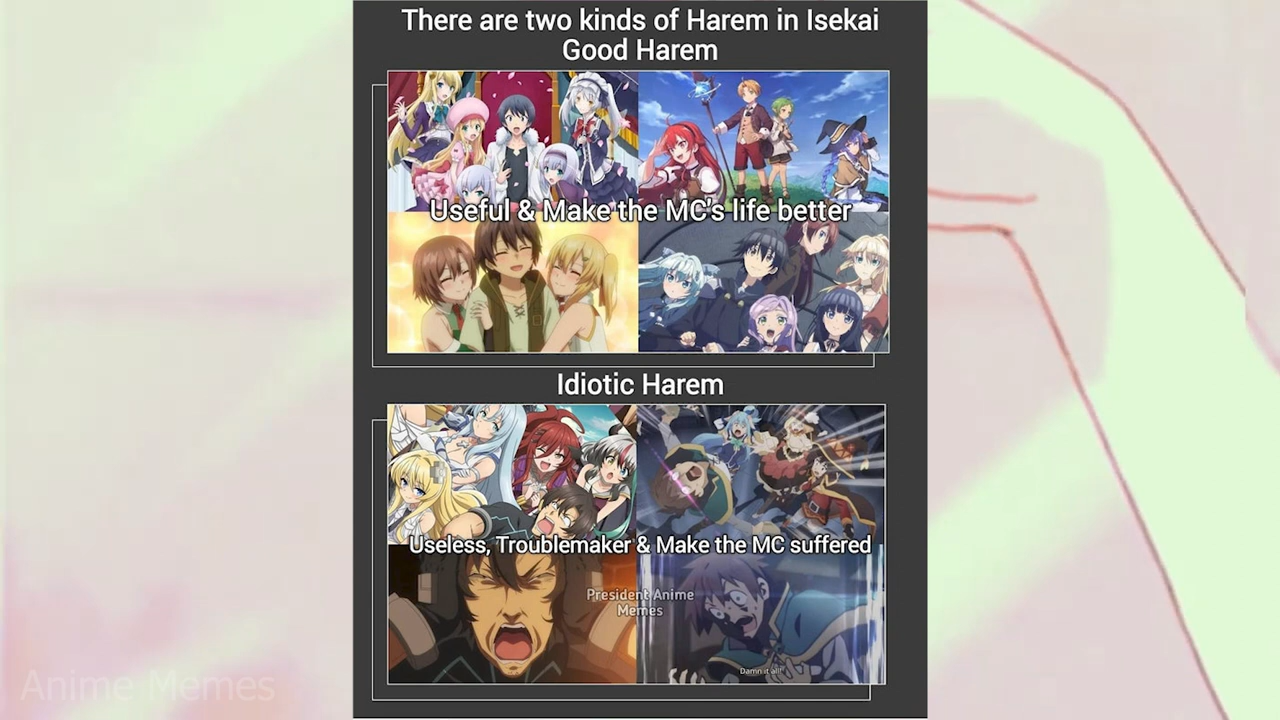 There are two kinds of Harem in Isekai
Good Harem
Useful & Make the MC's life better
Idiotic Harem
Useless, Troublemaker & Make the MC suffered
President Anime
Memes
Damn it all!
Anime Memes